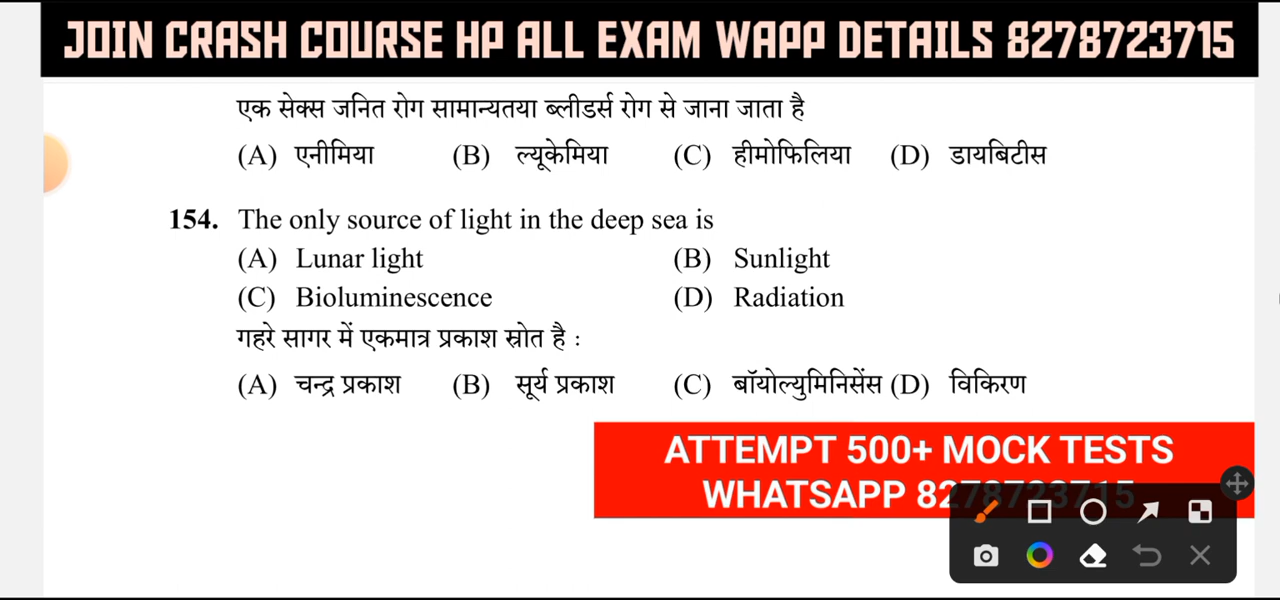 JOIN CRASH COURSE HP ALL EXAM WAPP DETAILS 8278723715
एक सेक्स जनित रोग सामान्यतया ब्लीडर्स रोग से जाना जाता है
(A) एनीमिया (B) ल्यूकेमिया (C) हीमोफिलिया (D) डायबिटीस
154. The only source of light in the deep sea is
(A) Lunar light (B) Sunlight
(C) Bioluminescence (D) Radiation
गहरे सागर में एकमात्र प्रकाश स्रोत है :
(A) चन्द्र प्रकाश (B) सूर्य प्रकाश (C) बॉयोल्युमिनिसेंस (D) विकिरण
ATTEMPT 500+ MOCK TESTS
WHATSAPP 8278723715